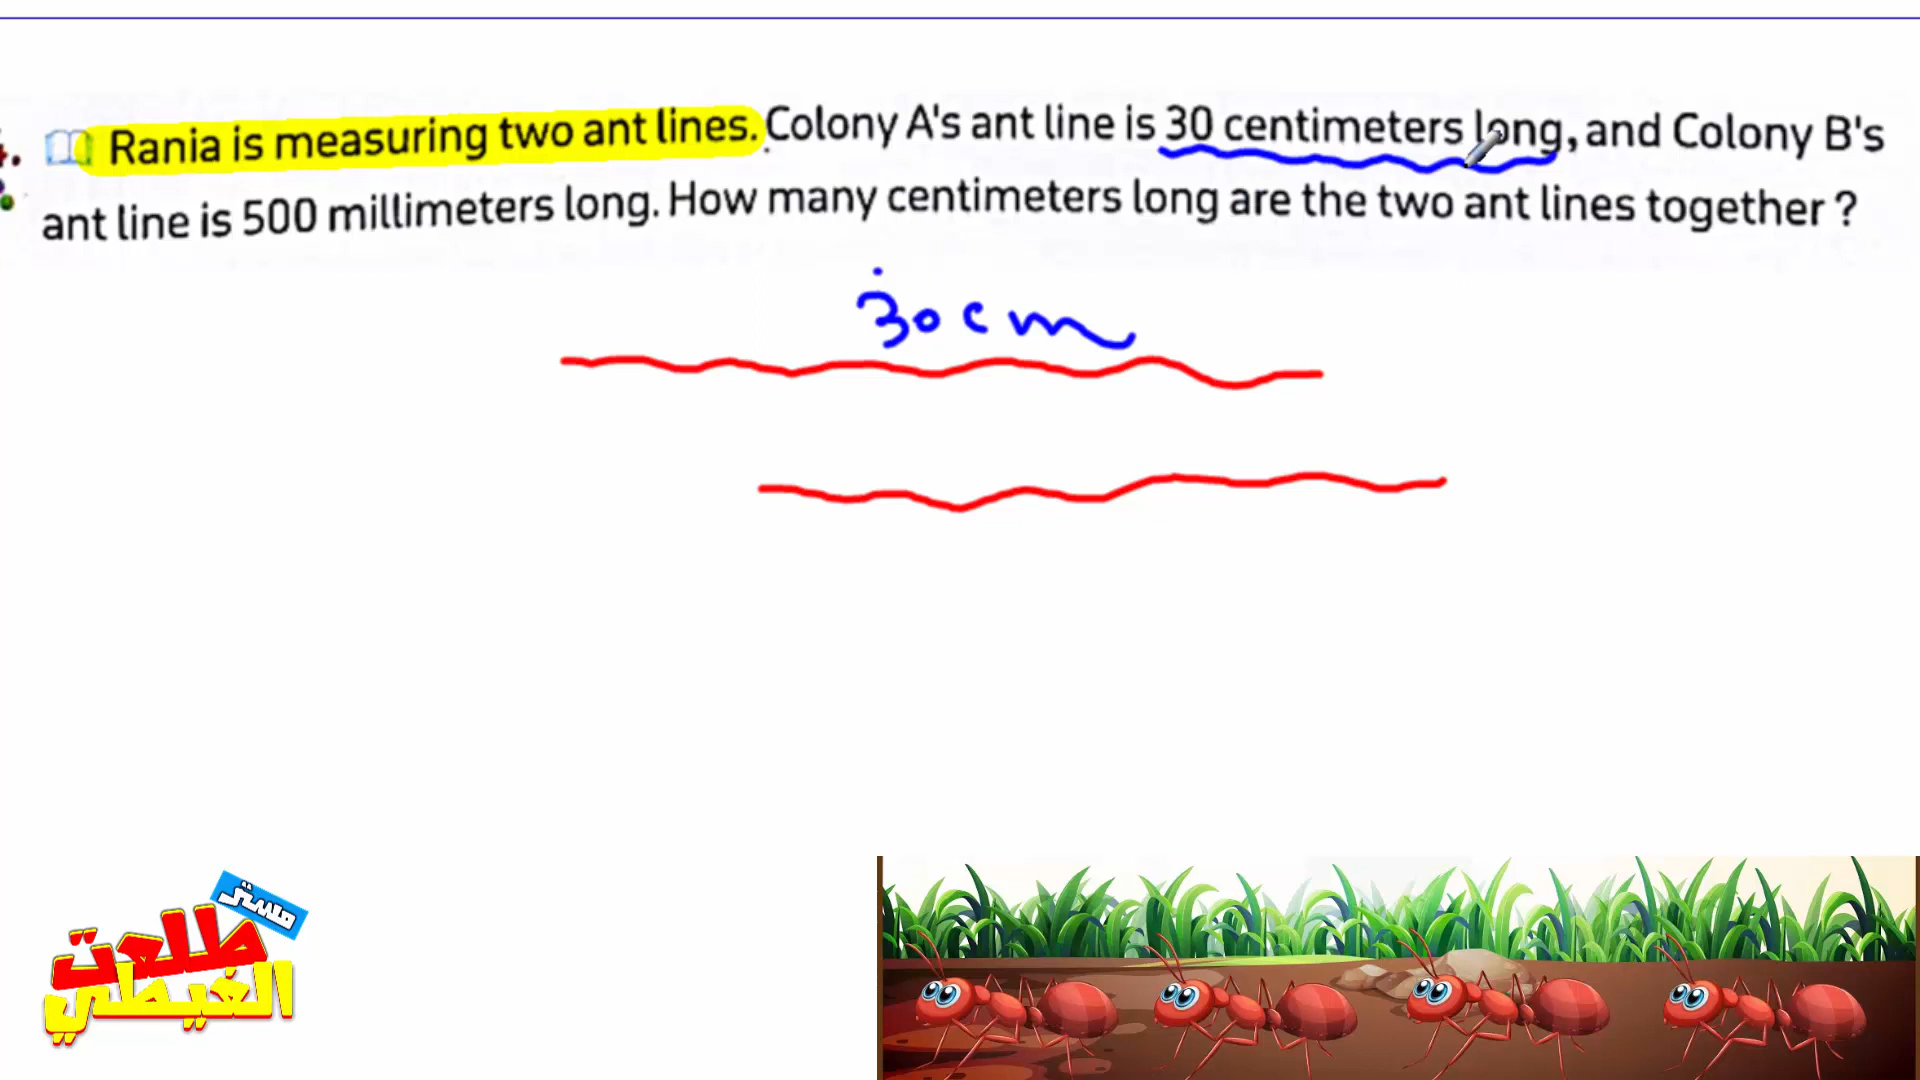 4. Rania is measuring two ant lines. Colony A's ant line is 30 centimeters long, and Colony B's
ant line is 500 millimeters long. How many centimeters long are the two ant lines together ?
30 cm
مستر
طلعت
الغيطي